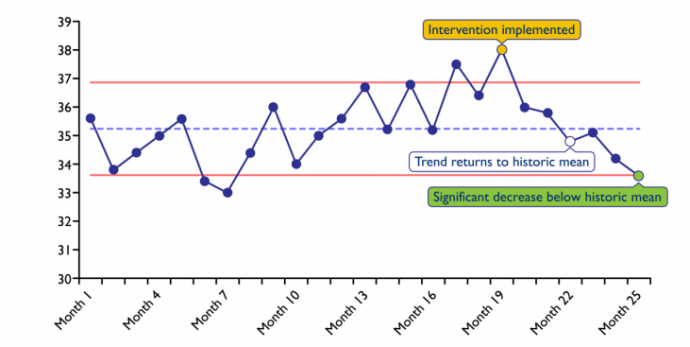 39
38
37
36
35
34
33
32
31
30
Intervention implemented
Trend returns to historic mean
Significant decrease below historic mean
Month 1
Month 4
Month 7
Month 10
Month 13
Month 16
Month 19
Month 22
Month 25